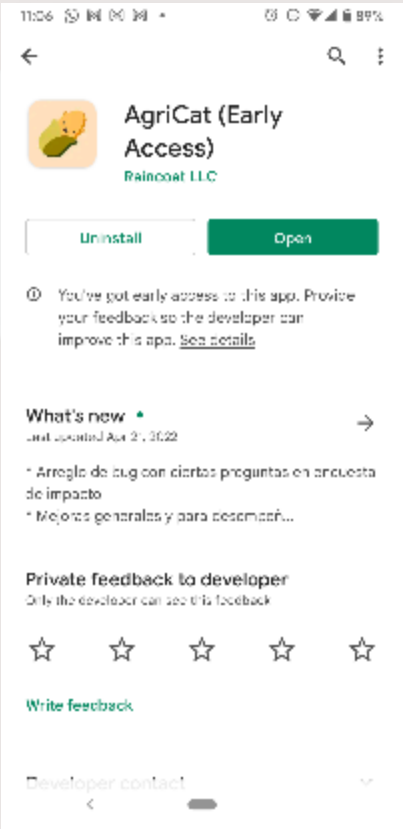 11:06
89%
AgriCat (Early
Access)
Raincoat LLC
Uninstall
Open
You've got early access to this app. Provide
your feedback so the developer can
improve this app. See details
What's new •
Last updated Apr 21, 2022
* Arreglo de bug con ciertas preguntas en encuesta
de impacto
* Mejoras generales y para desempeñ...
Private feedback to developer
Only the developer can see this feedback
Write feedback
Developer contact